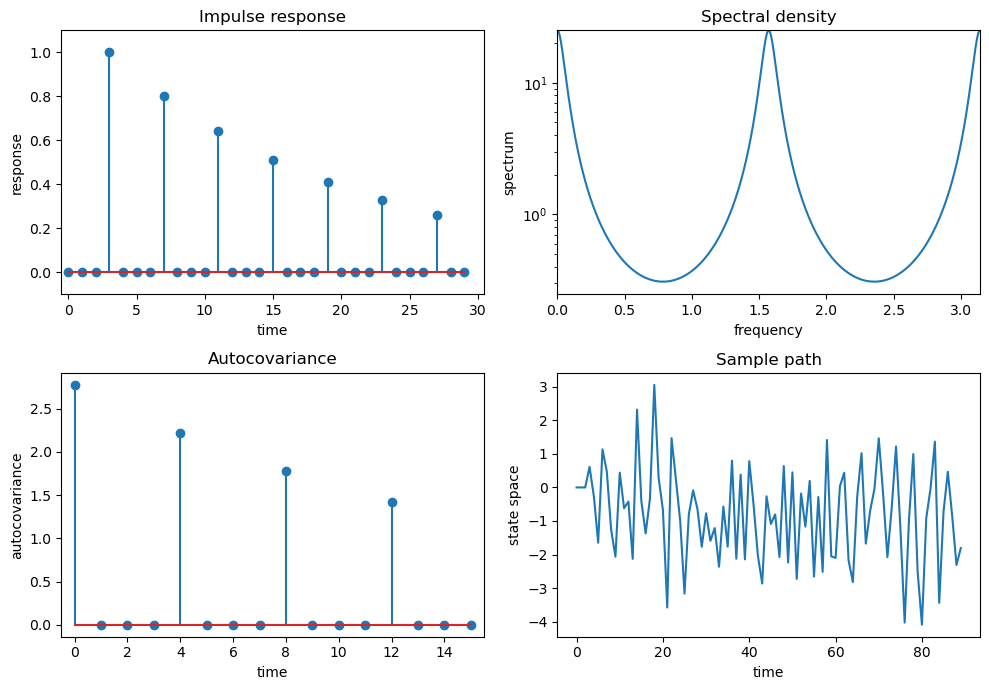 Impulse response
1.0
0.8
0.6
0.4
0.2
0.0
response
0 5 10 15 20 25 30
time
Spectral density
10¹
10⁰
spectrum
0.0 0.5 1.0 1.5 2.0 2.5 3.0
frequency
Autocovariance
2.5
2.0
1.5
1.0
0.5
0.0
autocovariance
0 2 4 6 8 10 12 14
time
Sample path
3
2
1
0
−1
−2
−3
−4
state space
0 20 40 60 80
time